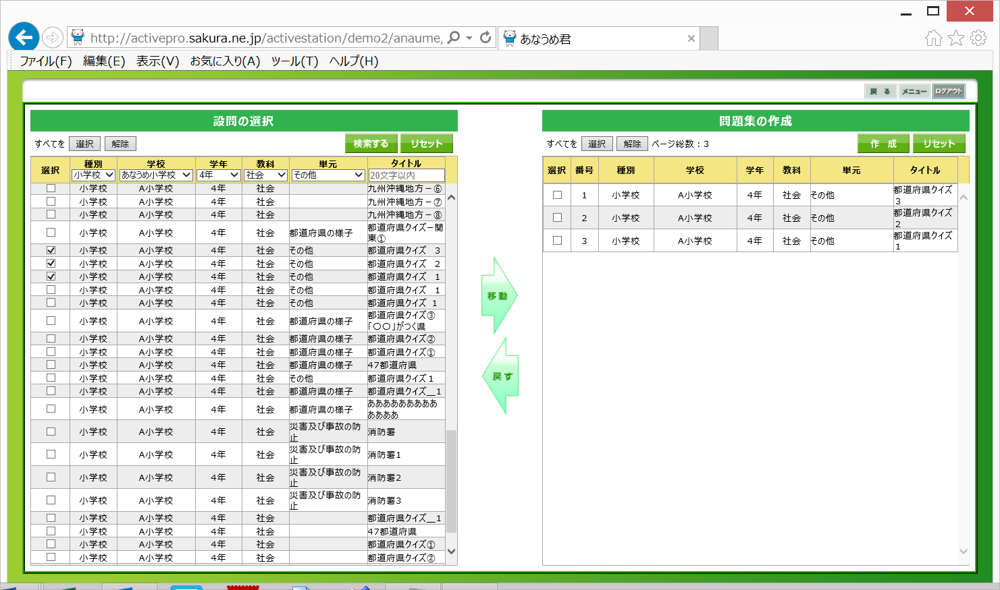 http://activepro.sakura.ne.jp/activestation/demo2/anaume,
あなうめ君
ファイル(F) 編集(E) 表示(V) お気に入り(A) ツール(T) ヘルプ(H)
戻 る メニュー ログアウト
設問の選択
すべてを 選択 解除 検索する リセット
選択 種別 学校 学年 教科 単元 タイトル
小学校 あなうめ小学校 4年 社会 その他 20文字以内
小学校 A小学校 4年 社会 九州沖縄地方－⑥
小学校 A小学校 4年 社会 九州沖縄地方－⑦
小学校 A小学校 4年 社会 九州沖縄地方－⑧
小学校 A小学校 4年 社会 都道府県の様子 都道府県クイズー関
東①
小学校 A小学校 4年 社会 その他 都道府県クイズ　3
小学校 A小学校 4年 社会 その他 都道府県クイズ　2
小学校 A小学校 4年 社会 その他 都道府県クイズ　1
小学校 A小学校 4年 社会 その他 都道府県クイズ　1
小学校 A小学校 4年 社会 その他 都道府県クイズ 1
小学校 A小学校 4年 社会 都道府県の様子 都道府県クイズ③
「〇〇」がつく県
小学校 A小学校 4年 社会 都道府県の様子 都道府県クイズ②
小学校 A小学校 4年 社会 都道府県の様子 都道府県クイズ①
小学校 A小学校 4年 社会 都道府県の様子 47都道府県
小学校 A小学校 4年 社会 その他 都道府県クイズ１
小学校 A小学校 4年 社会 都道府県の様子 都道府県クイズ＿1
小学校 A小学校 4年 社会 都道府県の様子 あああああああああ
ああああ
小学校 A小学校 4年 社会 災害及び事故の防
止 消防署
小学校 A小学校 4年 社会 災害及び事故の防
止 消防署1
小学校 A小学校 4年 社会 災害及び事故の防
止 消防署2
小学校 A小学校 4年 社会 災害及び事故の防
止 消防署3
小学校 A小学校 4年 社会 都道府県クイズ＿1
小学校 A小学校 4年 社会 47都道府県
小学校 A小学校 4年 社会 都道府県クイズ①
小学校 A小学校 4年 社会 都道府県クイズ②
移動
戻す
問題集の作成
すべてを 選択 解除 ページ総数：3 作 成 リセット
選択 番号 種別 学校 学年 教科 単元 タイトル
1 小学校 A小学校 4年 社会 その他 都道府県クイズ
3
2 小学校 A小学校 4年 社会 その他 都道府県クイズ
2
3 小学校 A小学校 4年 社会 その他 都道府県クイズ
1